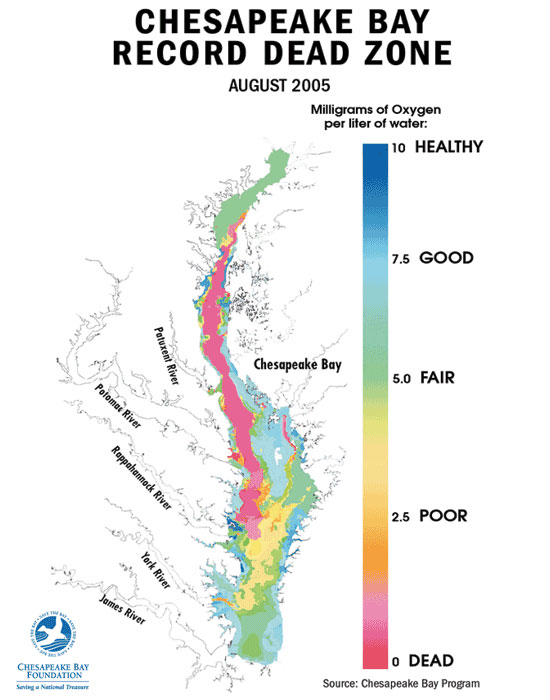 CHESAPEAKE BAY
RECORD DEAD ZONE
AUGUST 2005
Milligrams of Oxygen
per liter of water:
10 HEALTHY
7.5 GOOD
5.0 FAIR
2.5 POOR
0 DEAD
Patuxent River
Chesapeake Bay
Potomac River
Rappahannock River
York River
James River
CHESAPEAKE BAY
FOUNDATION
Saving a National Treasure
Source: Chesapeake Bay Program